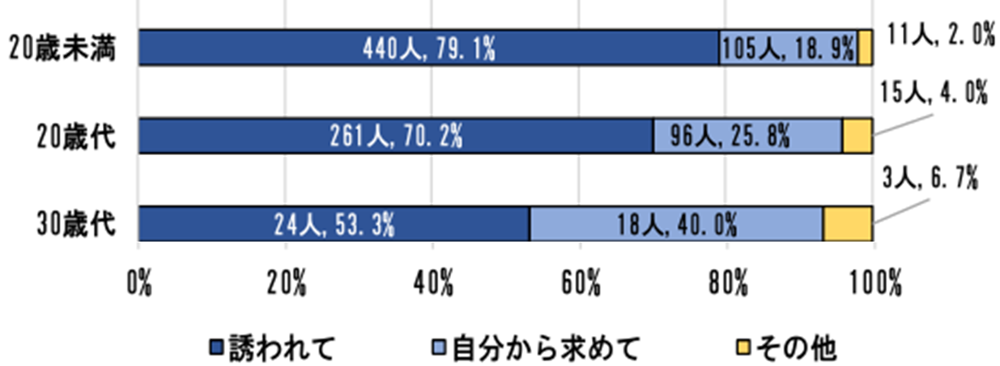 20歳未満 440人, 79.1% 105人, 18.9% 11人, 2.0%
20歳代 261人, 70.2% 96人, 25.8% 15人, 4.0%
30歳代 24人, 53.3% 18人, 40.0% 3人, 6.7%
0% 20% 40% 60% 80% 100%
誘われて 自分から求めて その他